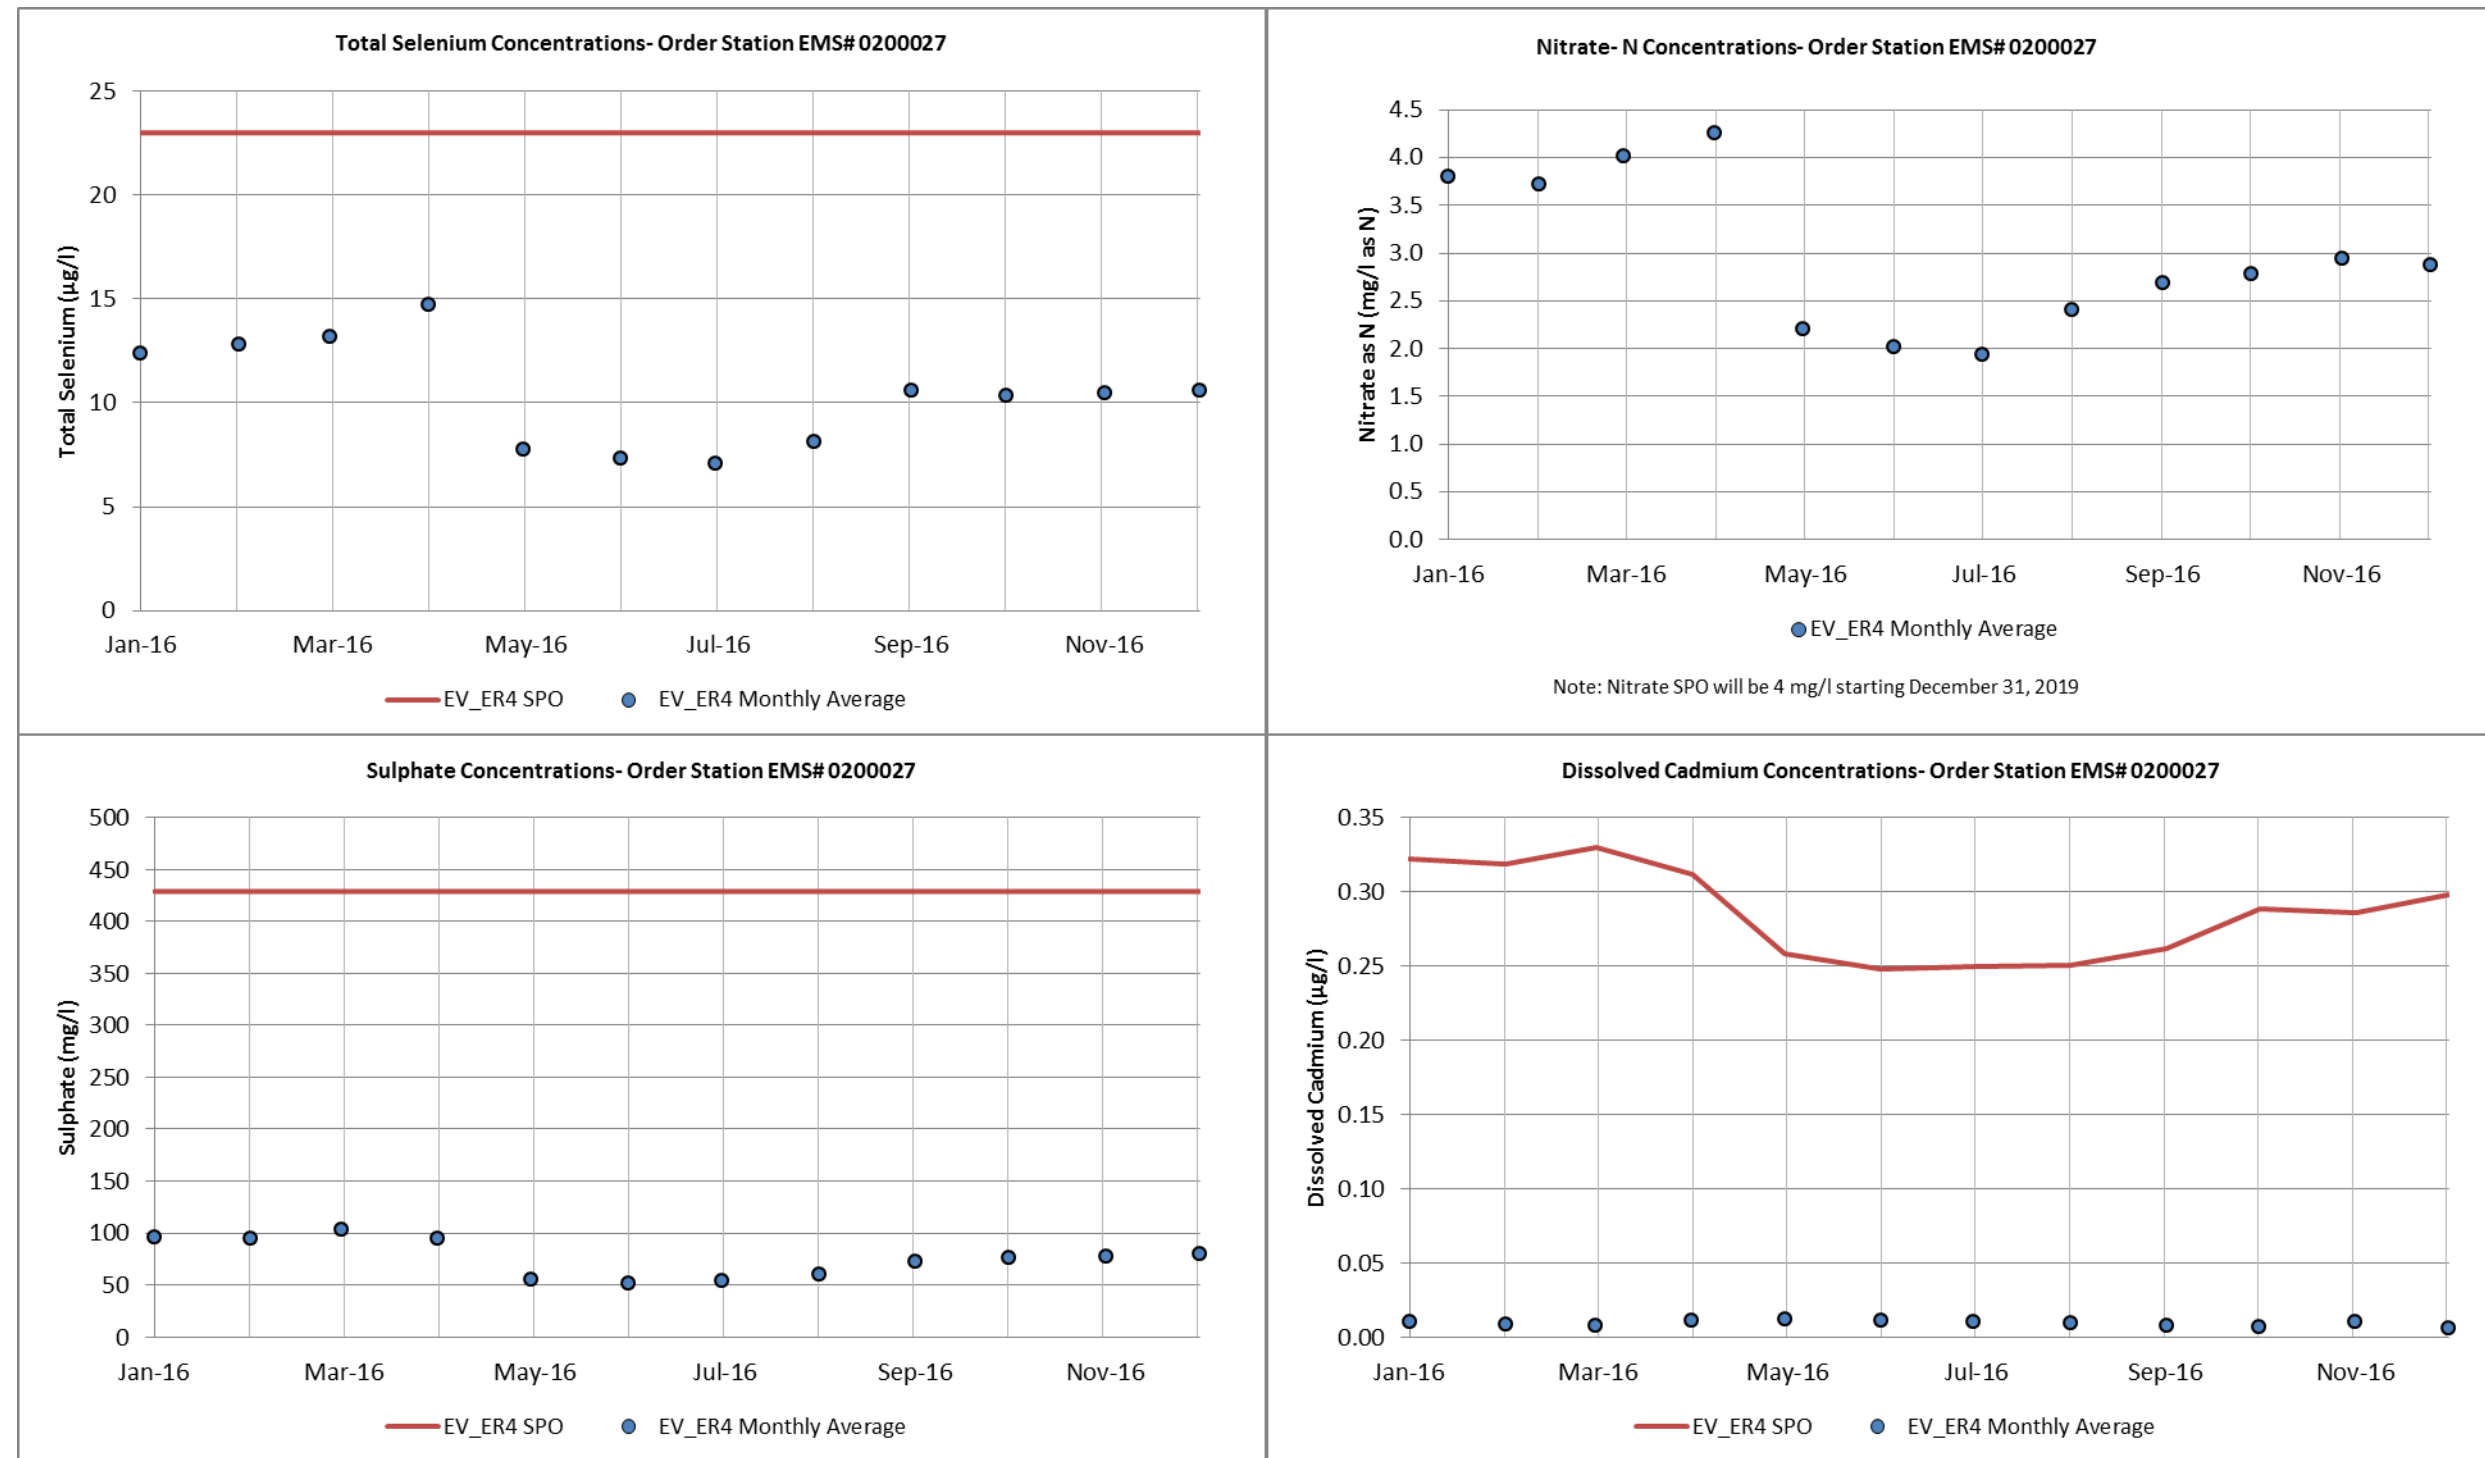 Total Selenium Concentrations- Order Station EMS# 0200027
25
20
15
10
5
0
Total Selenium (µg/l)
Jan-16 Mar-16 May-16 Jul-16 Sep-16 Nov-16
EV_ER4 SPO EV_ER4 Monthly Average
Nitrate- N Concentrations- Order Station EMS# 0200027
4.5
4.0
3.5
3.0
2.5
2.0
1.5
1.0
0.5
0.0
Nitrate as N (mg/l as N)
Jan-16 Mar-16 May-16 Jul-16 Sep-16 Nov-16
EV_ER4 Monthly Average
Note: Nitrate SPO will be 4 mg/l starting December 31, 2019
Sulphate Concentrations- Order Station EMS# 0200027
500
450
400
350
300
250
200
150
100
50
0
Sulphate (mg/l)
Jan-16 Mar-16 May-16 Jul-16 Sep-16 Nov-16
EV_ER4 SPO EV_ER4 Monthly Average
Dissolved Cadmium Concentrations- Order Station EMS# 0200027
0.35
0.30
0.25
0.20
0.15
0.10
0.05
0.00
Dissolved Cadmium (µg/l)
Jan-16 Mar-16 May-16 Jul-16 Sep-16 Nov-16
EV_ER4 SPO EV_ER4 Monthly Average